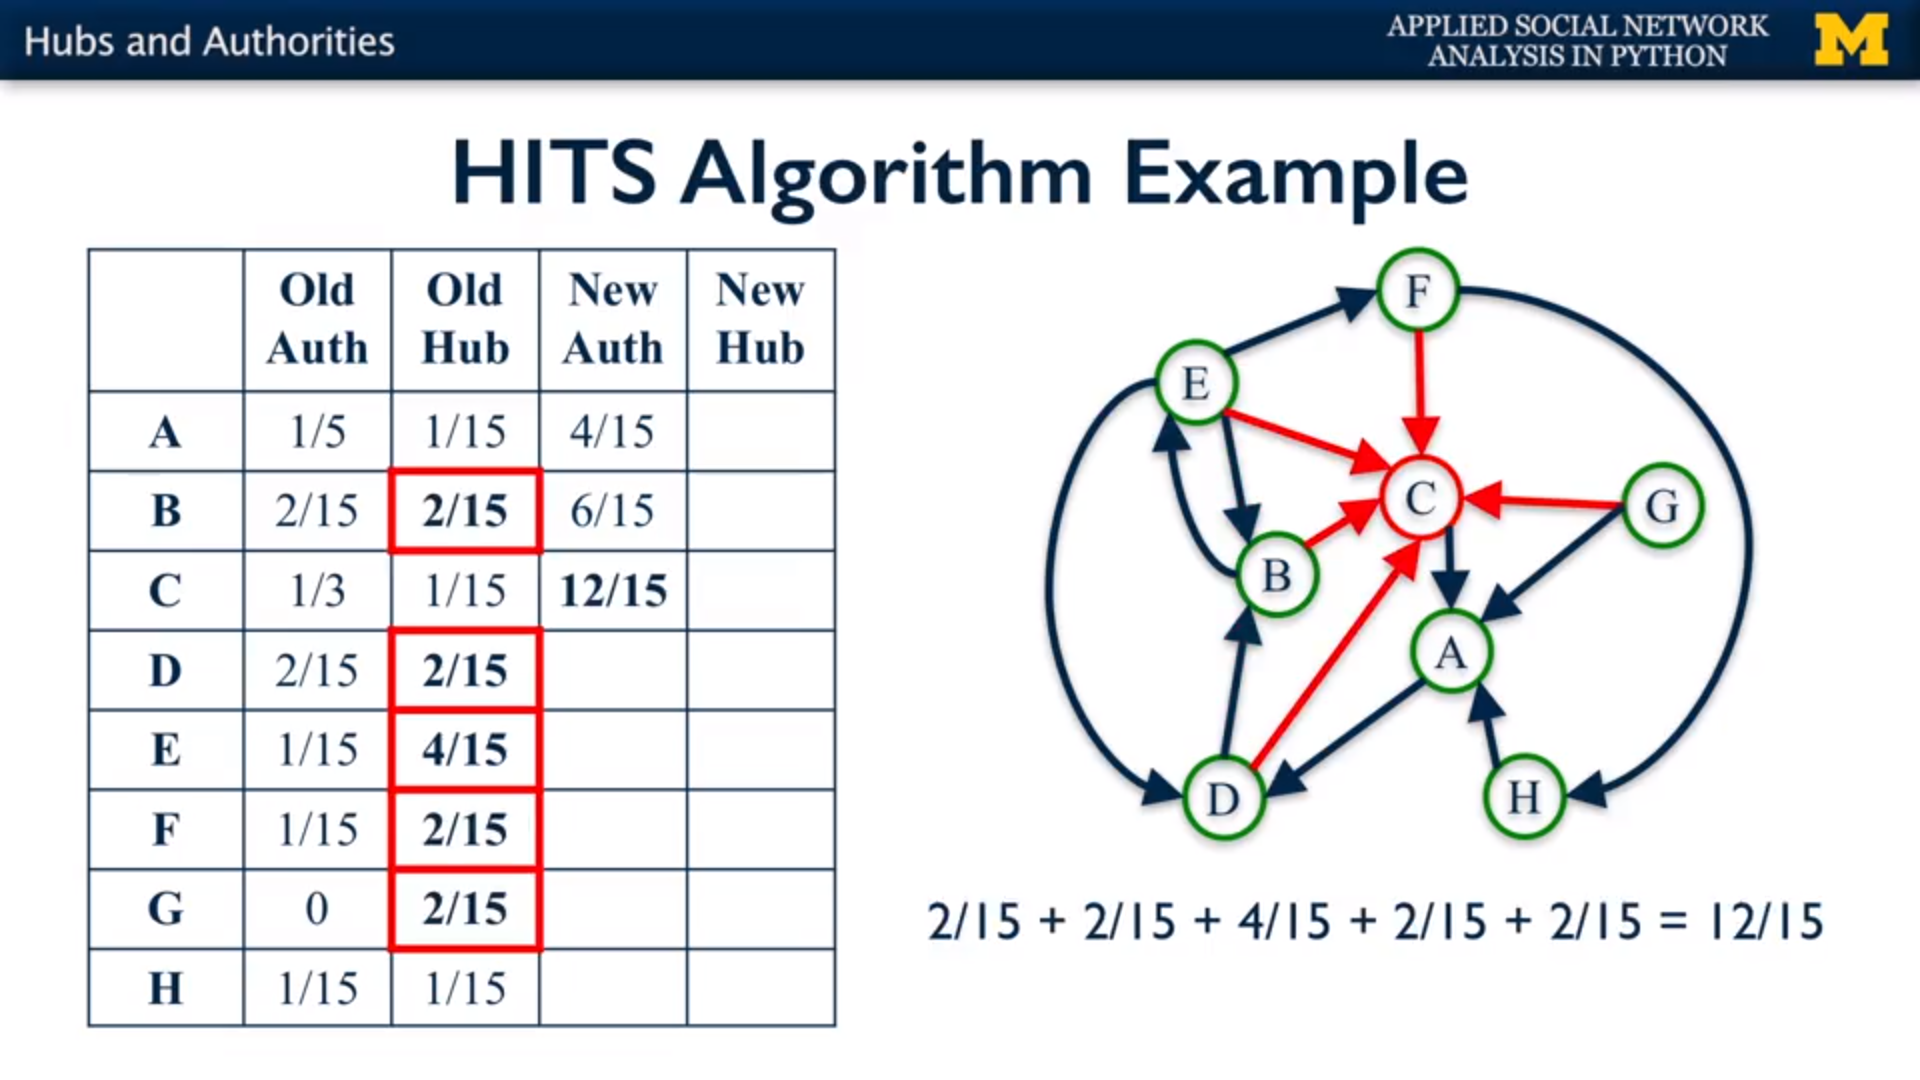 Hubs and Authorities
APPLIED SOCIAL NETWORK
ANALYSIS IN PYTHON
M
HITS Algorithm Example
Old Auth Old Hub New Auth New Hub
A 1/5 1/15 4/15
B 2/15 2/15 6/15
C 1/3 1/15 12/15
D 2/15 2/15
E 1/15 4/15
F 1/15 2/15
G 0 2/15
H 1/15 1/15
F
E
C
G
B
A
D
H
2/15 + 2/15 + 4/15 + 2/15 + 2/15 = 12/15